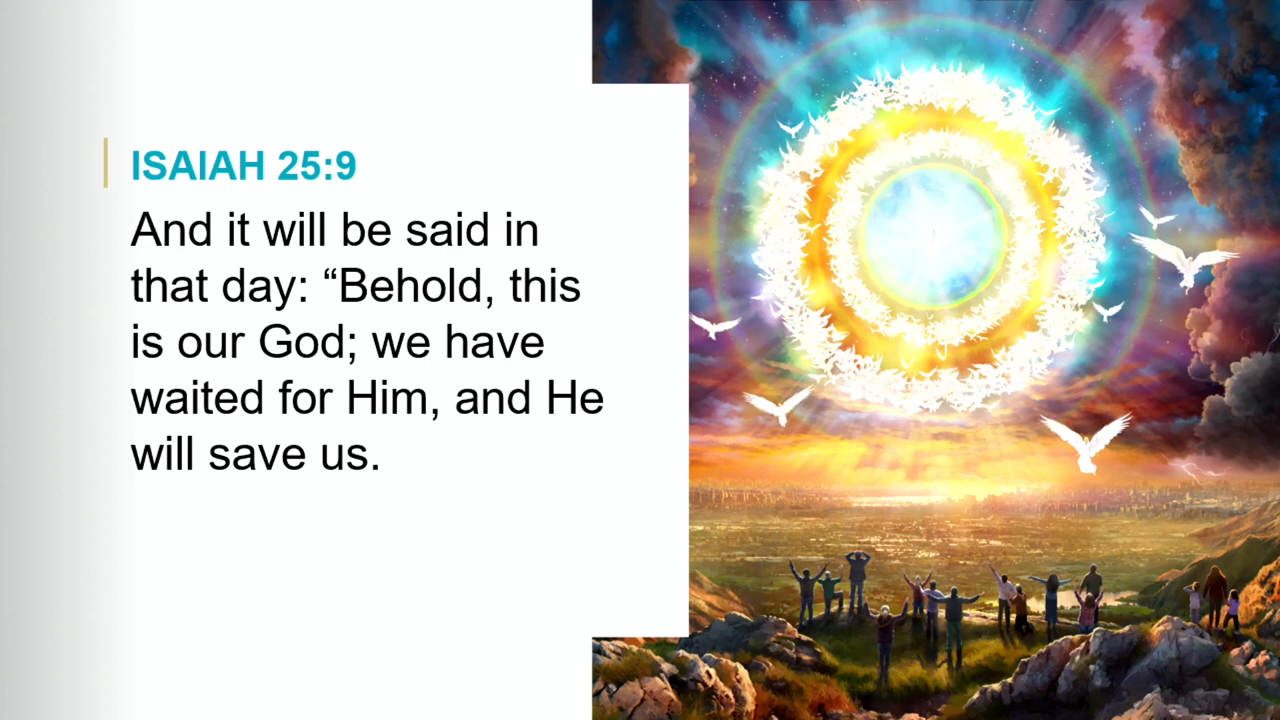 ISAIAH 25:9
And it will be said in
that day: “Behold, this
is our God; we have
waited for Him, and He
will save us.